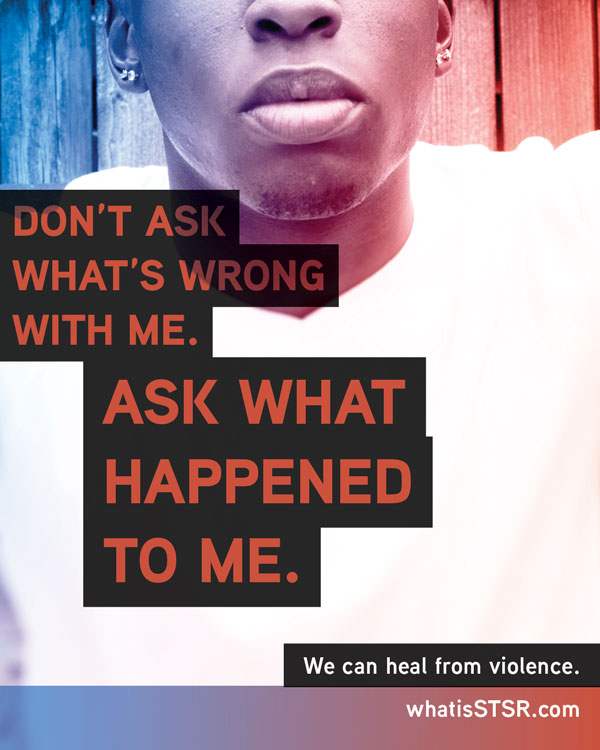 DON'T ASK
WHAT'S WRONG
WITH ME.
ASK WHAT
HAPPENED
TO ME.
We can heal from violence.
whatisSTSR.com